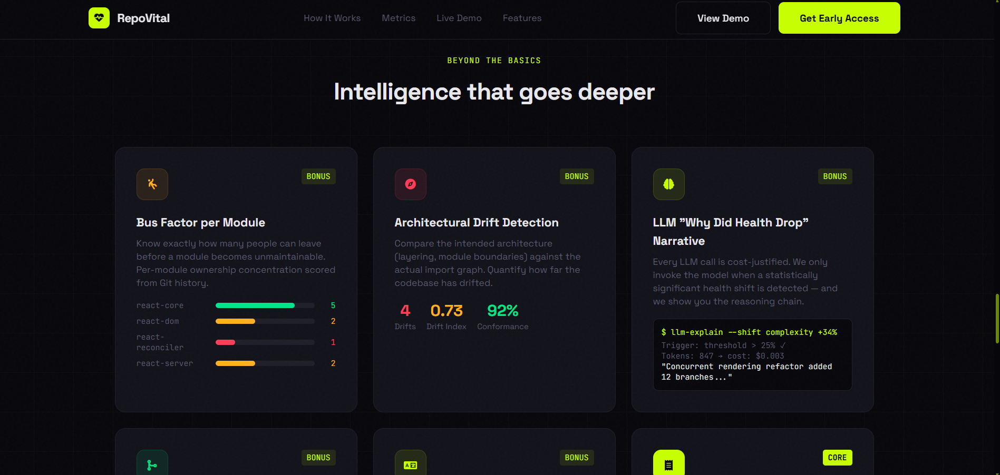 RepoVital
How It Works
Metrics
Live Demo
Features
View Demo
Get Early Access
BEYOND THE BASICS
Intelligence that goes deeper
BONUS
Bus Factor per Module
Know exactly how many people can leave
before a module becomes unmaintainable.
Per-module ownership concentration scored
from Git history.
react-core 5
react-dom 2
react-
reconciler 1
react-server 2
BONUS
Architectural Drift Detection
Compare the intended architecture
(layering, module boundaries) against the
actual import graph. Quantify how far the
codebase has drifted.
4 0.73 92%
Drifts Drift Index Conformance
BONUS
LLM ”Why Did Health Drop”
Narrative
Every LLM call is cost-justified. We only
invoke the model when a statistically
significant health shift is detected — and
we show you the reasoning chain.
$ llm-explain --shift complexity +34%
Trigger: threshold > 25% ✓
Tokens: 847 → cost: $0.003
"Concurrent rendering refactor added
12 branches..."
BONUS
BONUS
CORE